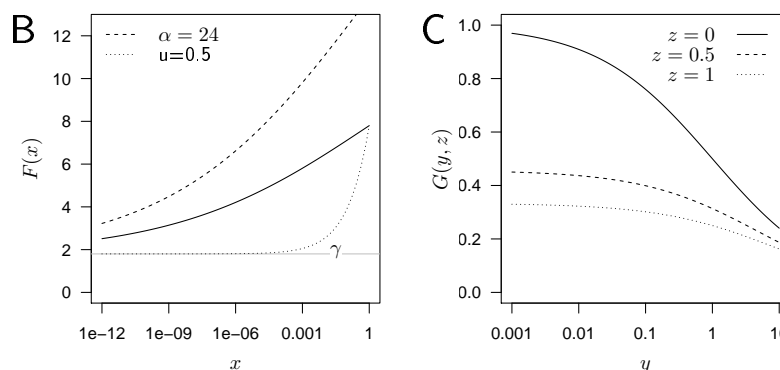 B
α = 24
u=0.5
F(x)
12
10
8
6
4
2
0
γ
1e−12 1e−09 1e−06 0.001 1
x
C
z = 0
z = 0.5
z = 1
G(y, z)
1.0
0.8
0.6
0.4
0.2
0.0
0.001 0.01 0.1 1 10
y